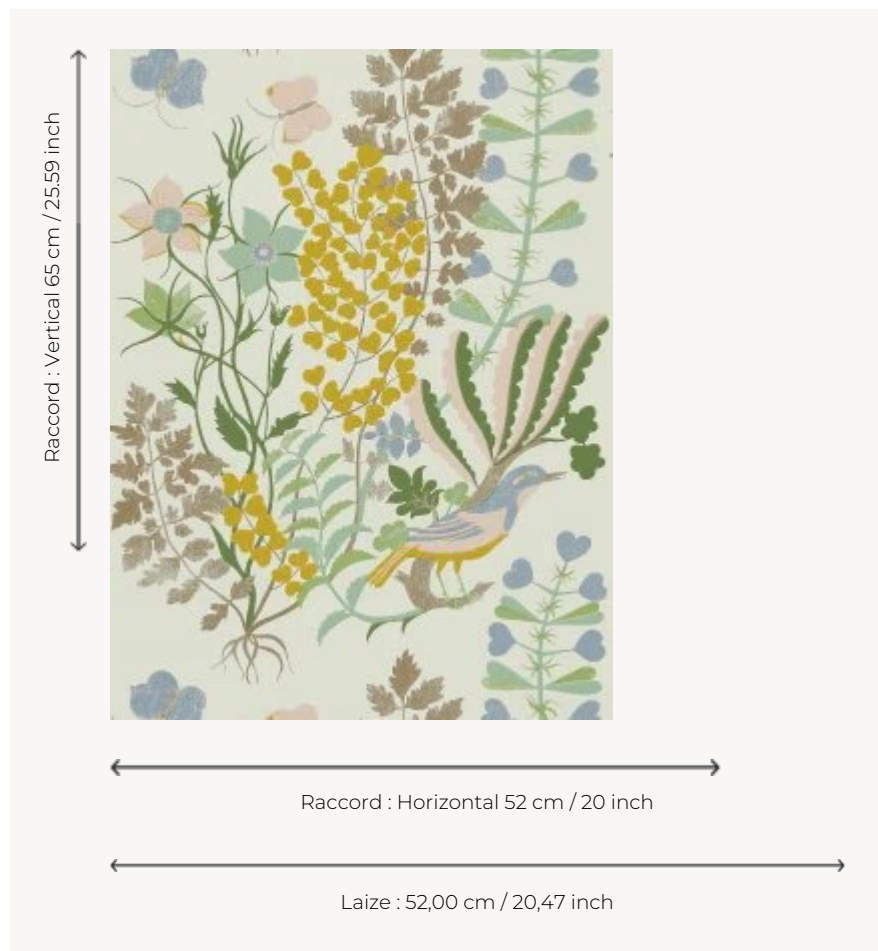 Raccord : Vertical 65 cm / 25.59 inch
Raccord : Horizontal 52 cm / 20 inch
Laize : 52,00 cm / 20,47 inch